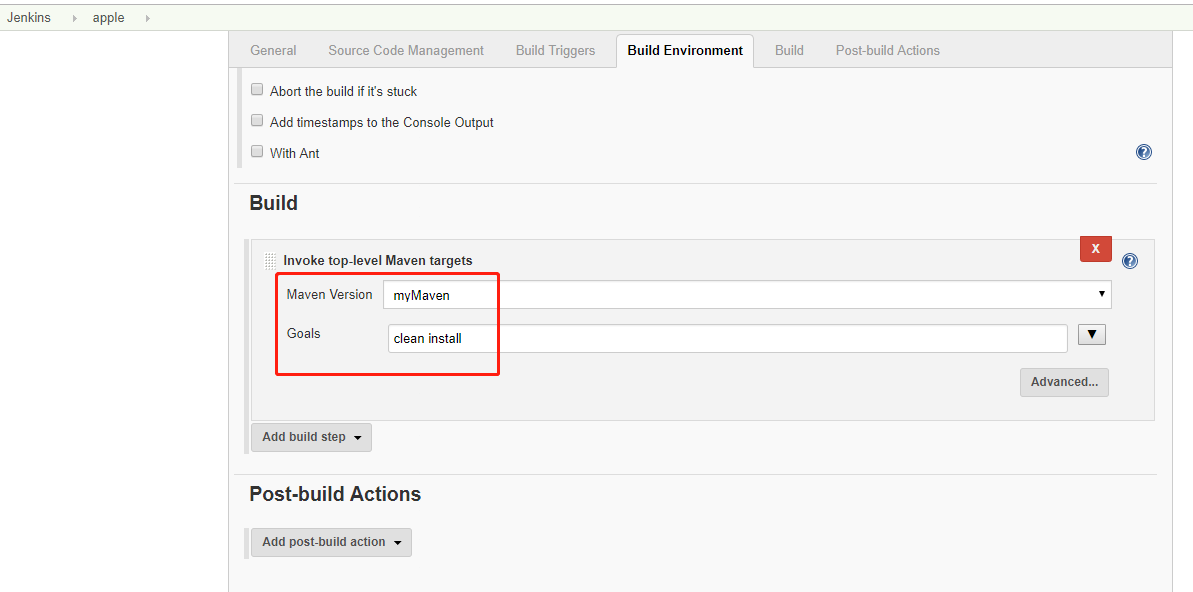 Jenkins apple
General Source Code Management Build Triggers Build Environment Build Post-build Actions
Abort the build if it's stuck
Add timestamps to the Console Output
With Ant
?
Build
X
Invoke top-level Maven targets
?
Maven Version myMaven
Goals clean install
Advanced...
Add build step
Post-build Actions
Add post-build action